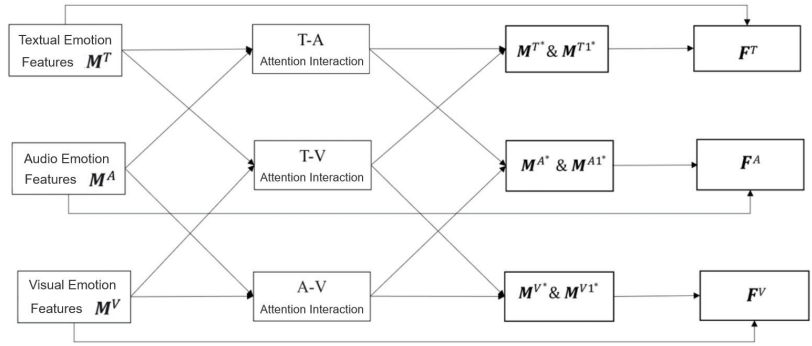 Textual Emotion
Features M^T
T-A
Attention Interaction
M^{T*} & M^{T1*}
F^T
Audio Emotion
Features M^A
T-V
Attention Interaction
M^{A*} & M^{A1*}
F^A
Visual Emotion
Features M^V
A-V
Attention Interaction
M^{V*} & M^{V1*}
F^V